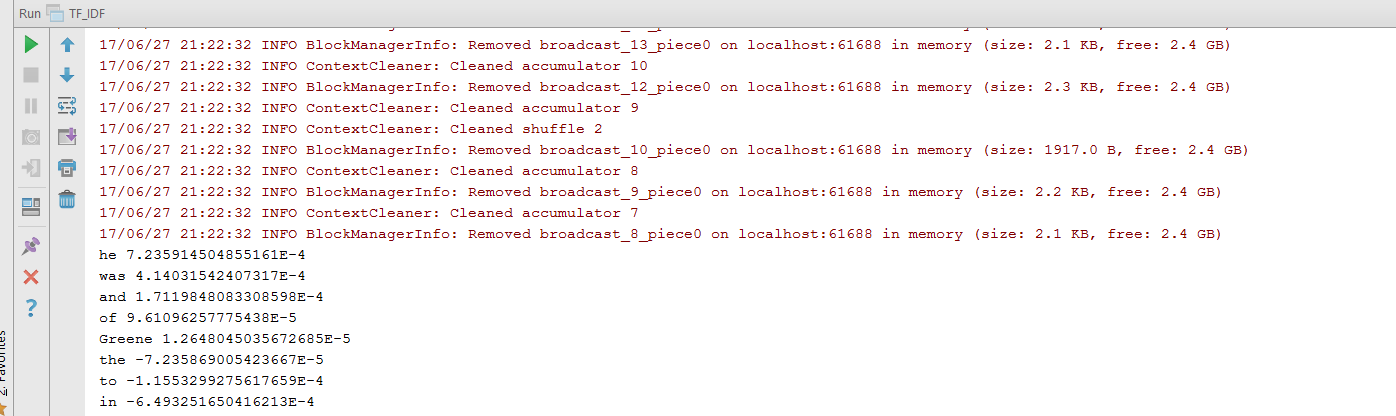 Run TF_IDF
17/06/27 21:22:32 INFO BlockManagerInfo: Removed broadcast_13_piece0 on localhost:61688 in memory (size: 2.1 KB, free: 2.4 GB)
17/06/27 21:22:32 INFO ContextCleaner: Cleaned accumulator 10
17/06/27 21:22:32 INFO BlockManagerInfo: Removed broadcast_12_piece0 on localhost:61688 in memory (size: 2.3 KB, free: 2.4 GB)
17/06/27 21:22:32 INFO ContextCleaner: Cleaned accumulator 9
17/06/27 21:22:32 INFO ContextCleaner: Cleaned shuffle 2
17/06/27 21:22:32 INFO BlockManagerInfo: Removed broadcast_10_piece0 on localhost:61688 in memory (size: 1917.0 B, free: 2.4 GB)
17/06/27 21:22:32 INFO ContextCleaner: Cleaned accumulator 8
17/06/27 21:22:32 INFO BlockManagerInfo: Removed broadcast_9_piece0 on localhost:61688 in memory (size: 2.2 KB, free: 2.4 GB)
17/06/27 21:22:32 INFO ContextCleaner: Cleaned accumulator 7
17/06/27 21:22:32 INFO BlockManagerInfo: Removed broadcast_8_piece0 on localhost:61688 in memory (size: 2.1 KB, free: 2.4 GB)
he 7.235914504855161E-4
was 4.14031542407317E-4
and 1.7119848083308598E-4
of 9.61096257775438E-5
Greene 1.2648045035672685E-5
the -7.235869005423667E-5
to -1.1553299275617659E-4
in -6.493251650416213E-4
2: Favorites